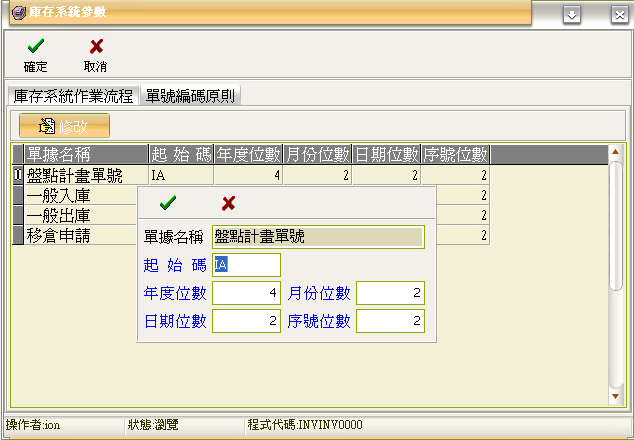 庫存系統參數
確定 取消
庫存系統作業流程 單號編碼原則
修改
單據名稱 起始碼 年度位數 月份位數 日期位數 序號位數
盤點計畫單號 IA 4 2 2 2
一般入庫 2
一般出庫 2
移倉申請 2
單據名稱 盤點計畫單號
起始碼 IA
年度位數 4 月份位數 2
日期位數 2 序號位數 2
操作者:ion 狀態:瀏覽 程式代碼:INVINV0000